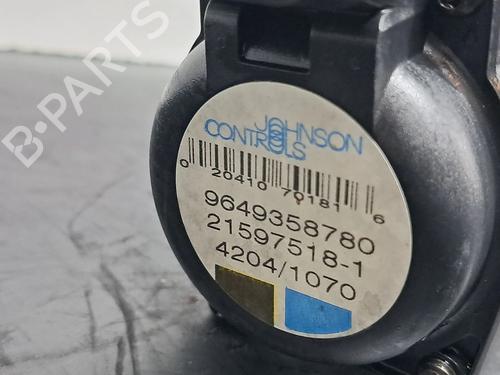 B-PARTS
JOHNSON
CONTROLS
0 20410 70181 6
9649358780
21597518-1
4204/1070